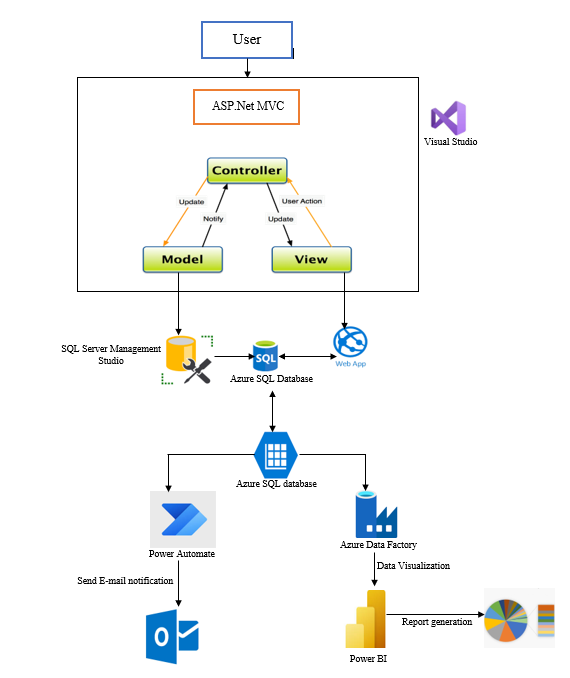 User
ASP.Net MVC
Visual Studio
Controller
Update
User Action
Notify
Update
Model
View
SQL Server Management
Studio
SQL
Azure SQL Database
Web App
Azure SQL database
Power Automate
Azure Data Factory
Send E-mail notification
Data Visualization
O
Report generation
Power BI